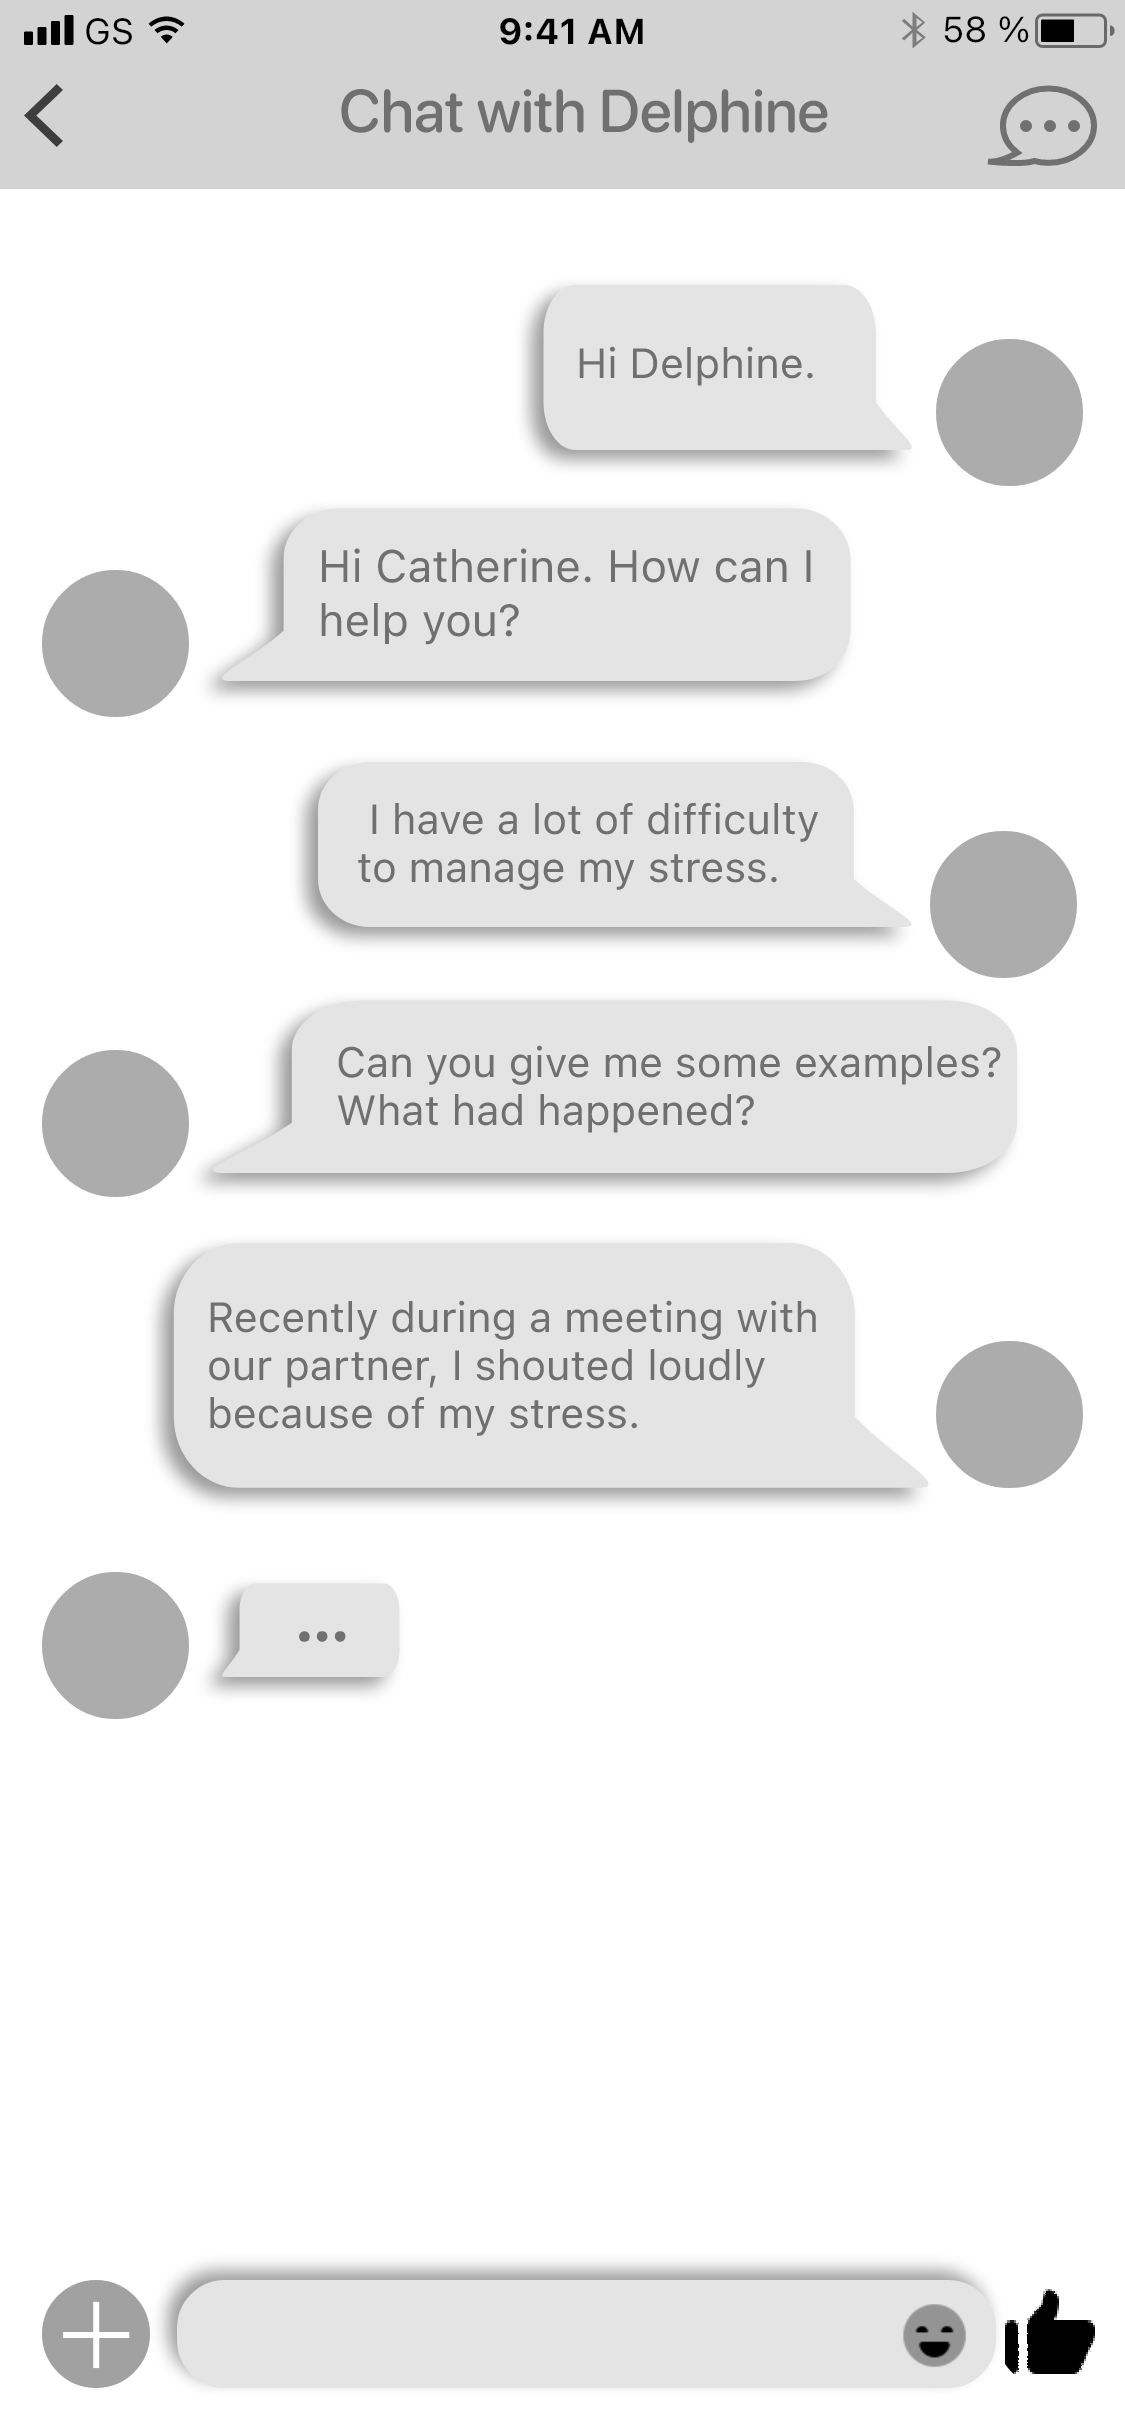 GS
9:41 AM
58 %
Chat with Delphine
Hi Delphine.
Hi Catherine. How can I
help you?
I have a lot of difficulty
to manage my stress.
Can you give me some examples?
What had happened?
Recently during a meeting with
our partner, I shouted loudly
because of my stress.
...